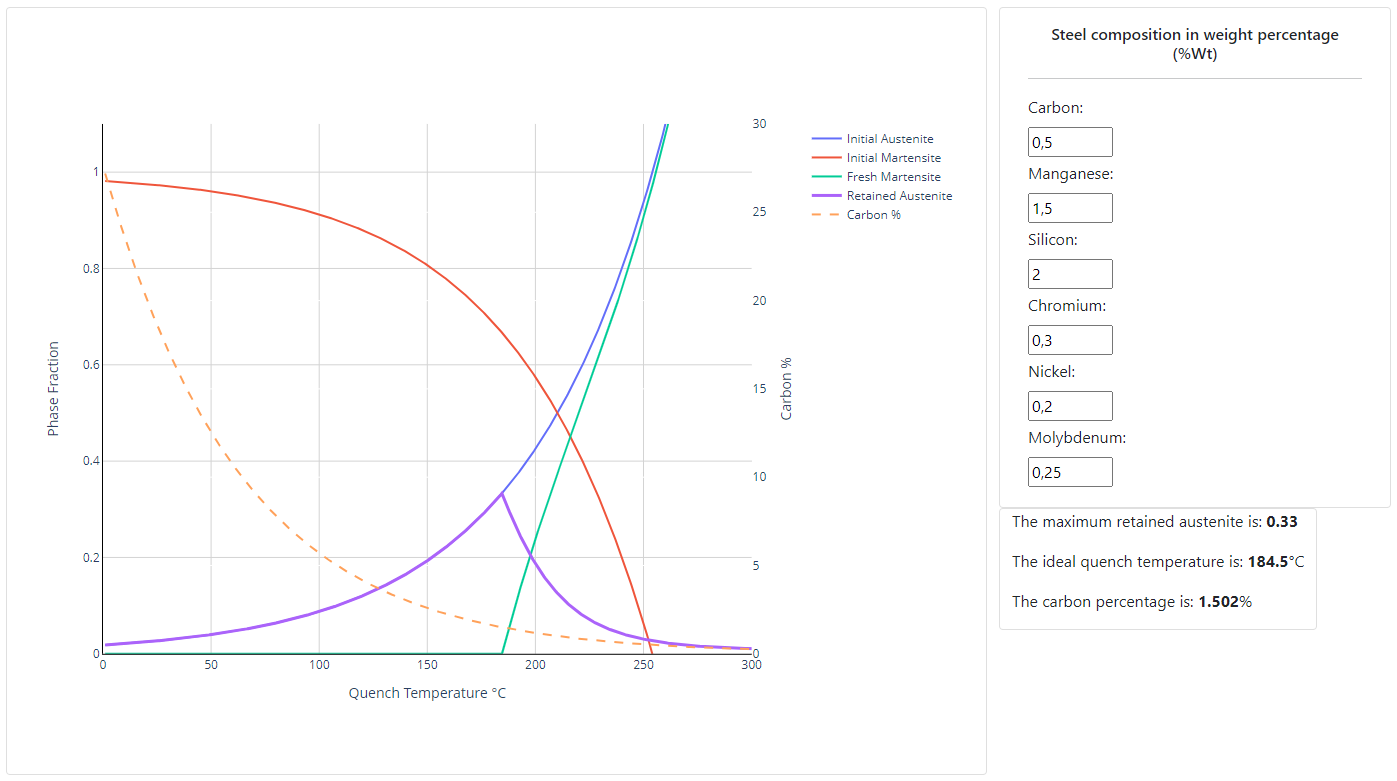 Phase Fraction
1
0.8
0.6
0.4
0.2
0
0 50 100 150 200 250 300
Quench Temperature °C
30
25
20
15
10
5
0
Carbon %
Initial Austenite
Initial Martensite
Fresh Martensite
Retained Austenite
Carbon %
Steel composition in weight percentage
(%Wt)
Carbon:
0,5
Manganese:
1,5
Silicon:
2
Chromium:
0,3
Nickel:
0,2
Molybdenum:
0,25
The maximum retained austenite is: 0.33
The ideal quench temperature is: 184.5°C
The carbon percentage is: 1.502%